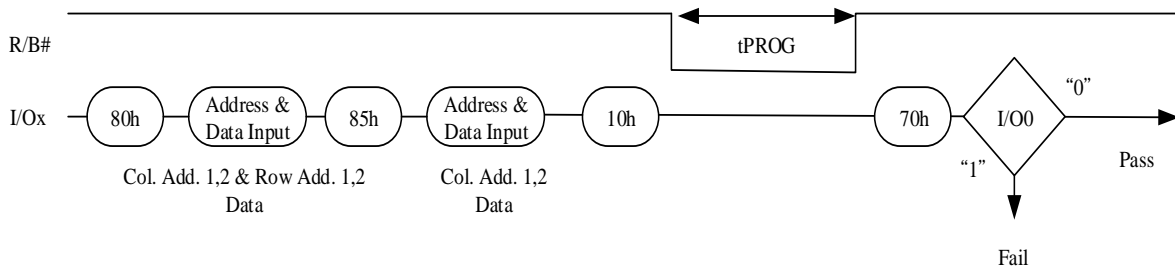 R/B#
tPROG
I/Ox
80h
Address &
Data Input
85h
Address &
Data Input
10h
70h
I/O0
“0”
“1”
Pass
Col. Add. 1,2 & Row Add. 1,2
Data
Col. Add. 1,2
Data
Fail